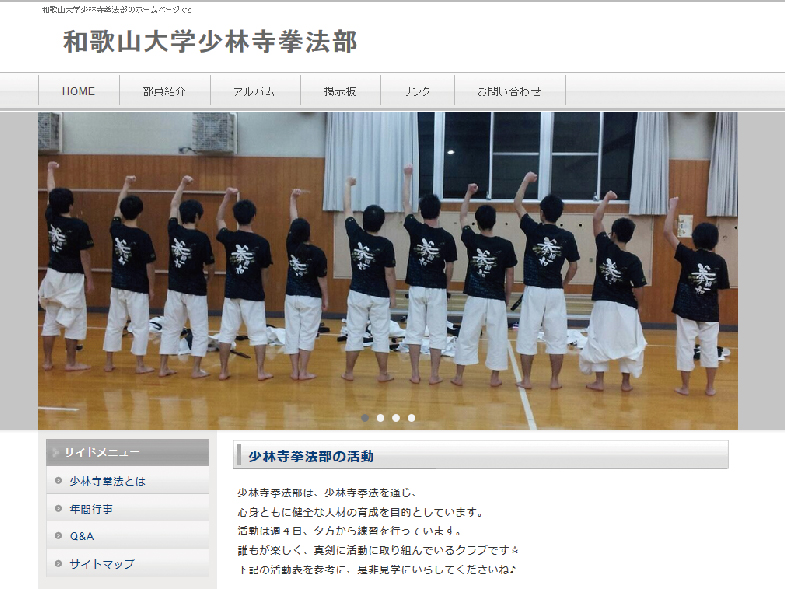 和歌山大学少林寺拳法部のホームページです
和歌山大学少林寺拳法部
HOME 部員紹介 アルバム 掲示板 リンク お問い合わせ
サイドメニュー
少林寺拳法とは
年間行事
Q&A
サイトマップ
少林寺拳法部の活動
少林寺拳法部は、少林寺拳法を通じ、
心身ともに健全な人材の育成を目的としています。
活動は週4日、夕方から練習を行っています。
誰もが楽しく、真剣に活動に取り組んでいるクラブです☆
下記の活動表を参考に、是非見学にいらしてくださいね♪